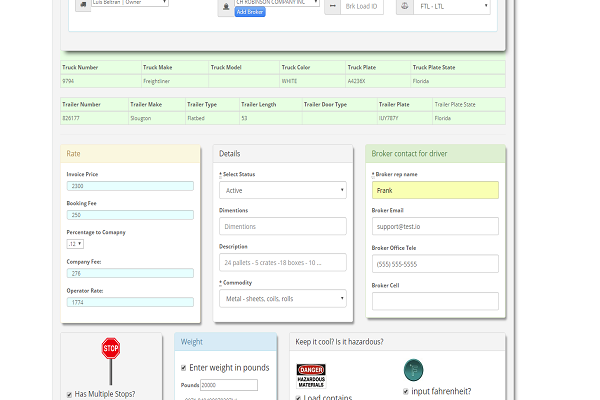 Luis Beltran | Owner
CH ROBINSON COMPANY INC
Add Broker
Brk Load ID
FTL - LTL
Truck Number Truck Make Truck Model Truck Color Truck Plate Truck Plate State
9794 Freightliner WHITE A4236X Florida
Trailer Number Trailer Make Trailer Type Trailer Length Trailer Door Type Trailer Plate Trailer Plate State
826177 Slougton Flatbed 53 IUY787Y Florida
Rate
Invoice Price
2300
Booking Fee
250
Percentage to Comapny
.12
Company Fee:
276
Operator Rate:
1774
Details
* Select Status
Active
Dimentions
Dimentions
Description
24 pallets - 5 crates -18 boxes - 10 ...
* Commodity
Metal - sheets, coils, rolls
Broker contact for driver
* Broker rep name
Frank
Broker Email
support@test.io
Broker Office Tele
(555) 555-5555
Broker Cell
STOP
Has Multiple Stops?
Weight
Enter weight in pounds
Pounds 20000
Keep it cool? Is it hazardous?
DANGER
HAZARDOUS
MATERIALS
Load contains
input fahrenheit?